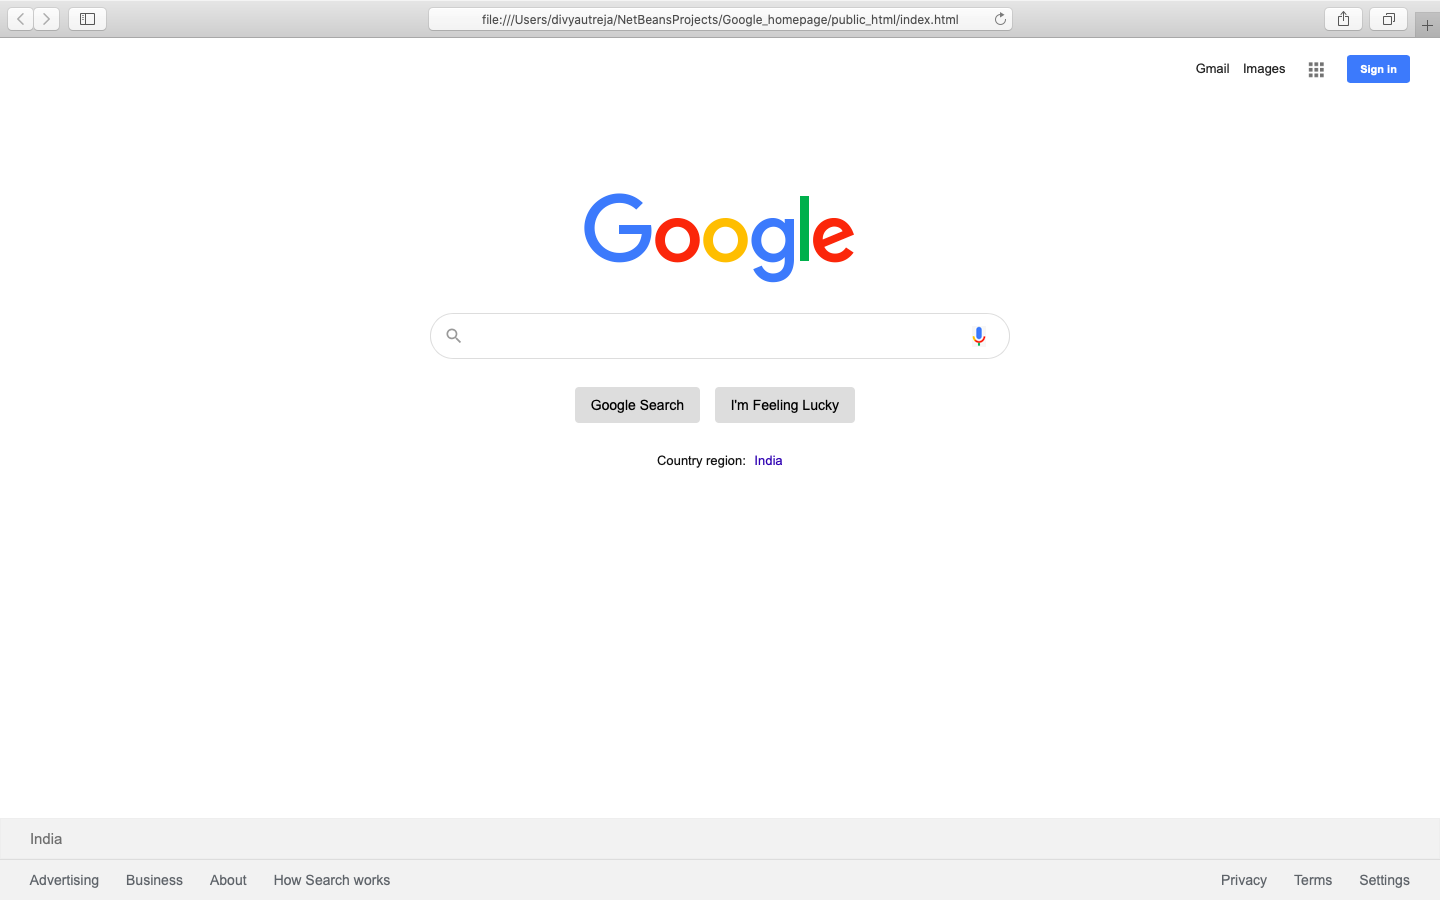 file:///Users/divyautreja/NetBeansProjects/Google_homepage/public_html/index.html
Gmail Images Sign in
Google
Google Search I'm Feeling Lucky
Country region: India
India
Advertising Business About How Search works Privacy Terms Settings